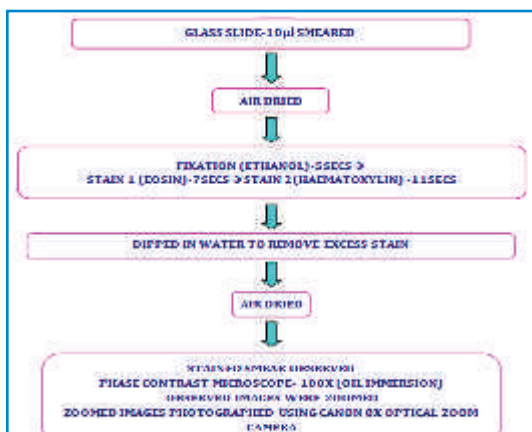 GLASS SLIDE-10µl SMEARED
AIR DRIED
FIXATION (ETHANOL)-5SECS →
STAIN 1 (EOSIN)-7SECS → STAIN 2(HAEMATOXYLIN) -11SECS
DIPPED IN WATER TO REMOVE EXCESS STAIN
AIR DRIED
STAINED SMEAR OBSERVED
PHASE CONTRAST MICROSCOPE- 100X (OIL IMMERSION)
OBSERVED IMAGES WERE ZOOMED
ZOOMED IMAGES PHOTOGRAPHED USING CANON 8X OPTICAL ZOOM
CAMERA